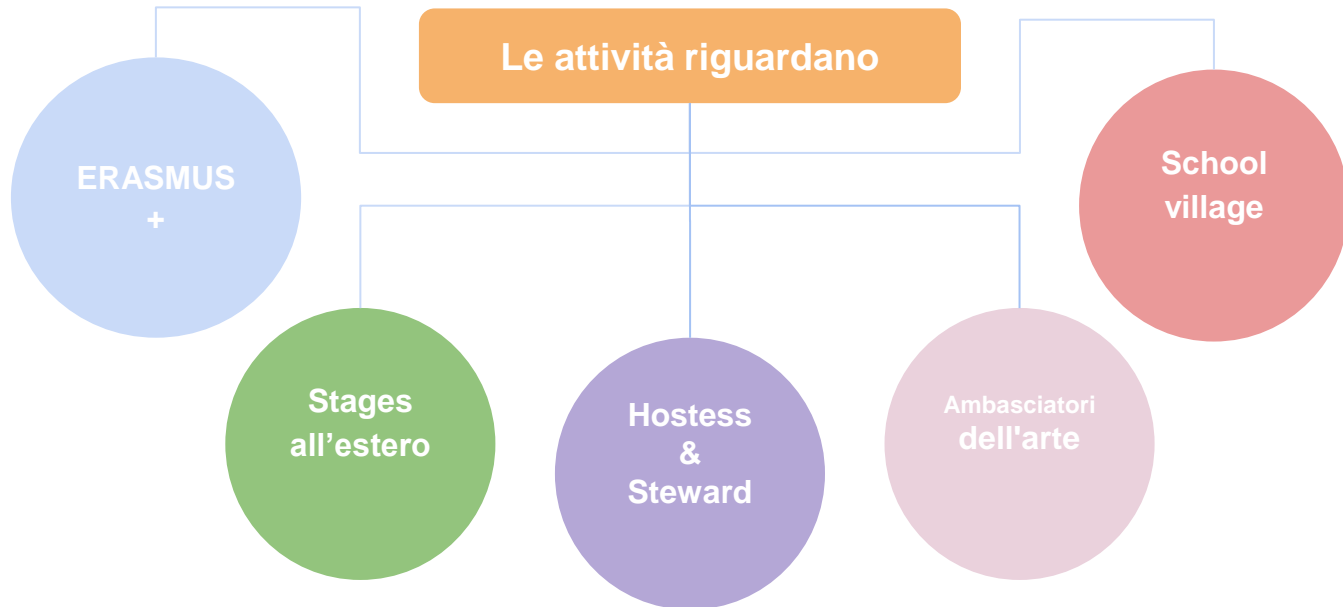 Le attività riguardano
ERASMUS
+
School
village
Stages
all’estero
Hostess
&
Steward
Ambasciatori
dell'arte